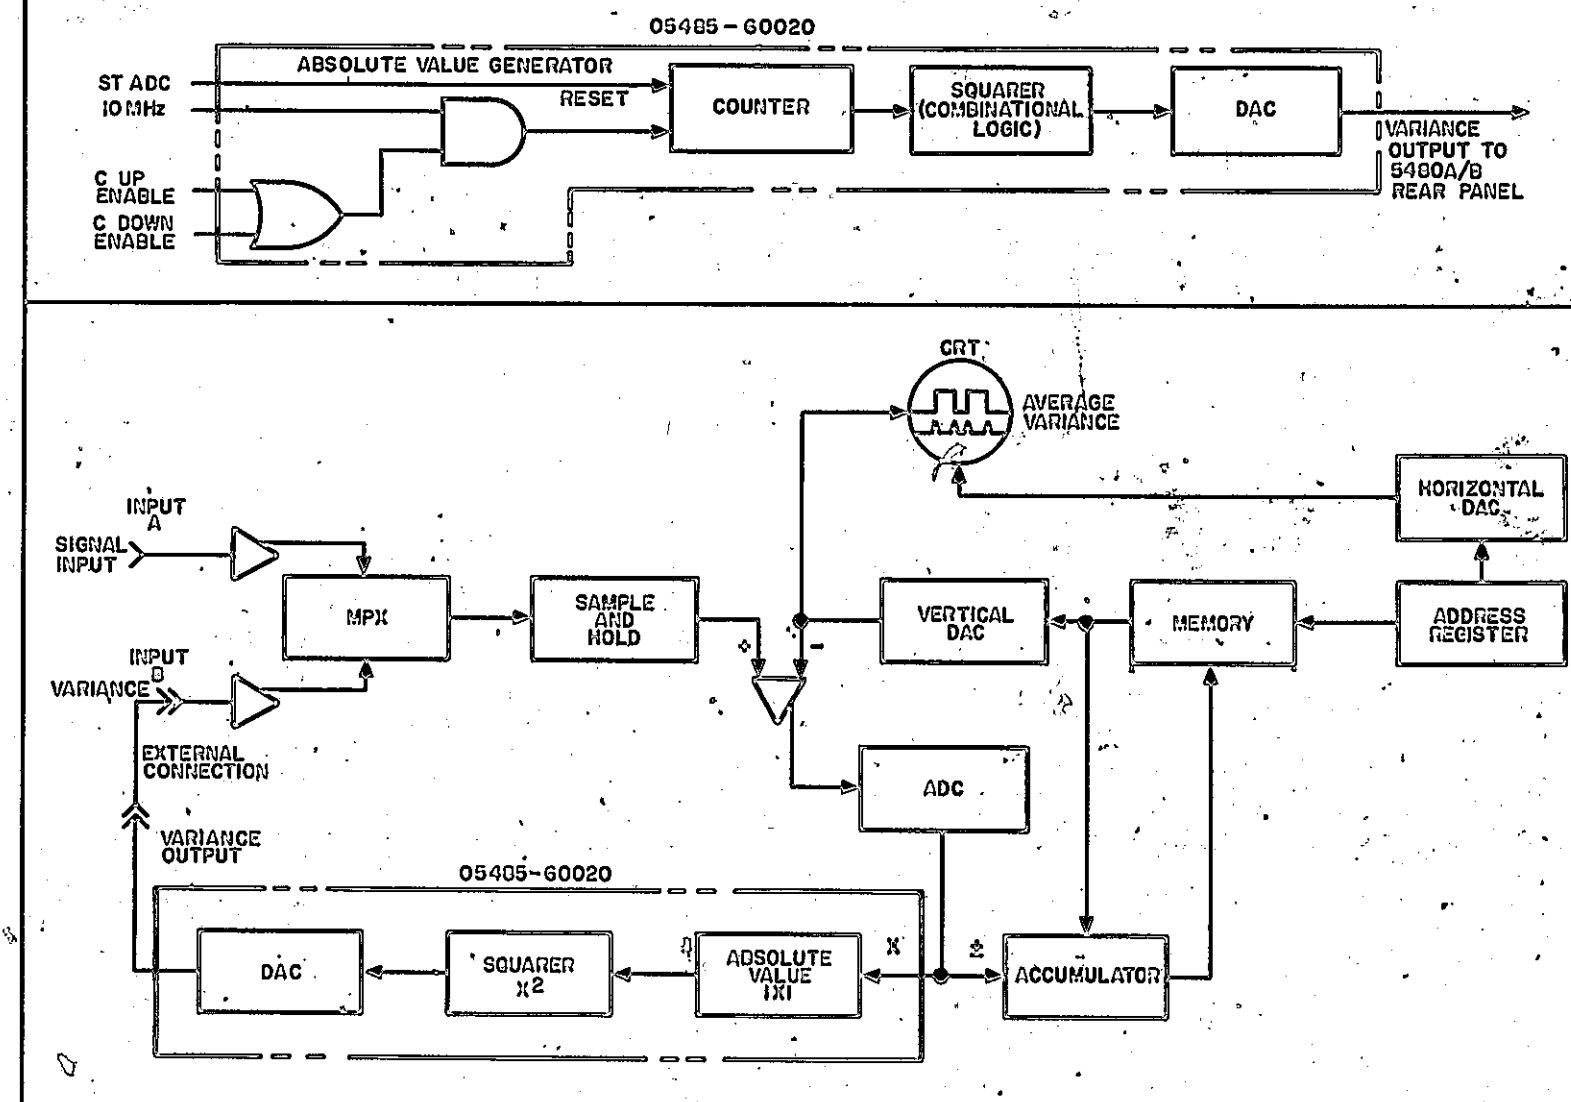 05485-60020
ABSOLUTE VALUE GENERATOR
ST ADC
10 MHz
RESET
C UP
ENABLE
C DOWN
ENABLE
COUNTER
SQUARER
(COMBINATIONAL
LOGIC)
DAC
VARIANCE
OUTPUT TO
5480A/B
REAR PANEL
CRT
AVERAGE
VARIANCE
HORIZONTAL
DAC
INPUT
A
SIGNAL
INPUT
MPX
SAMPLE
AND
HOLD
+
-
VERTICAL
DAC
MEMORY
ADDRESS
REGISTER
INPUT
B
VARIANCE
EXTERNAL
CONNECTION
ADC
VARIANCE
OUTPUT
05485-60020
DAC
SQUARER
X2
ABSOLUTE
VALUE
|X|
X
±
ACCUMULATOR